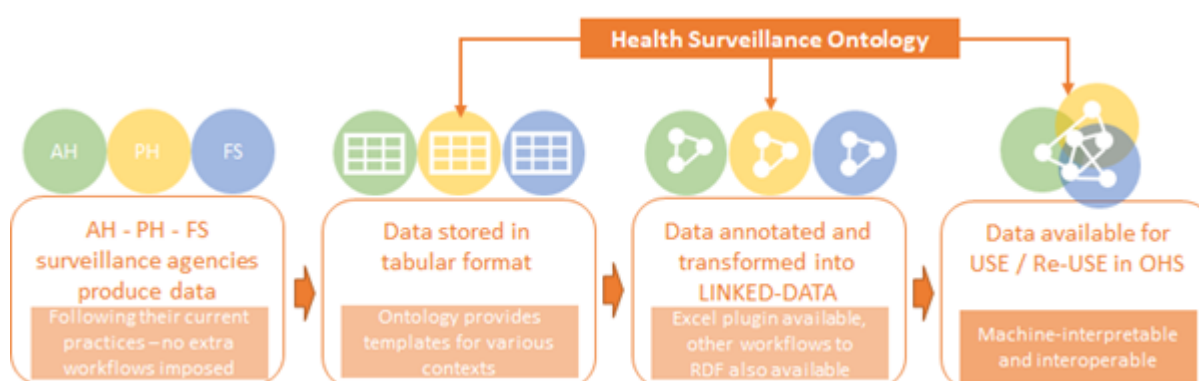 Health Surveillance Ontology
AH
PH
FS
AH - PH - FS
surveillance agencies
produce data
Following their current
practices – no extra
workflows imposed
Data stored in
tabular format
Ontology provides
templates for various
contexts
Data annotated and
transformed into
LINKED-DATA
Excel plugin available,
other workflows to
RDF also available
Data available for
USE / Re-USE in OHS
Machine-interpretable
and interoperable